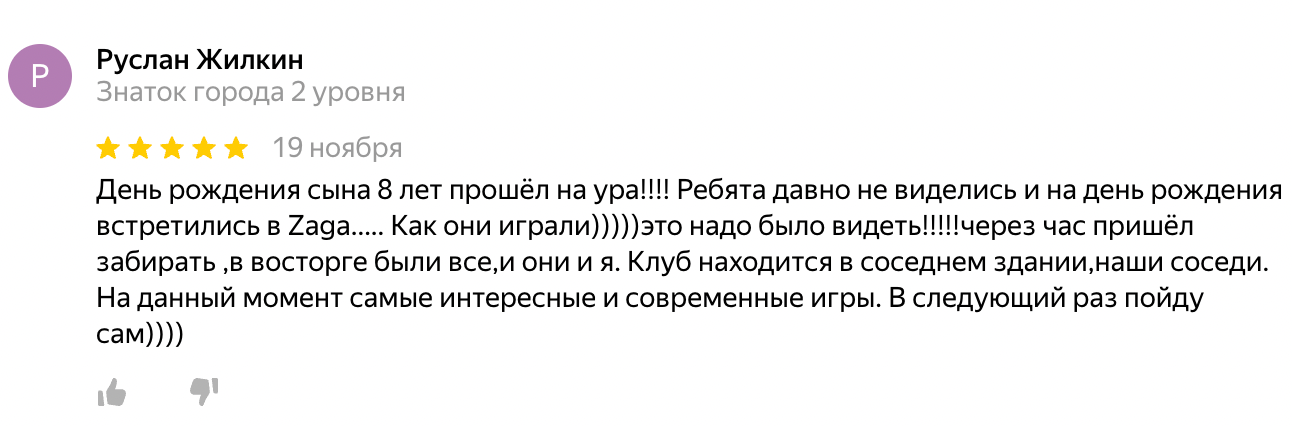 Р
Руслан Жилкин
Знаток города 2 уровня
19 ноября
День рождения сына 8 лет прошёл на ура!!!! Ребята давно не виделись и на день рождения
встретились в Zaga..... Как они играли)))))это надо было видеть!!!!!через час пришёл
забирать ,в восторге были все,и они и я. Клуб находится в соседнем здании,наши соседи.
На данный момент самые интересные и современные игры. В следующий раз пойду
сам))))